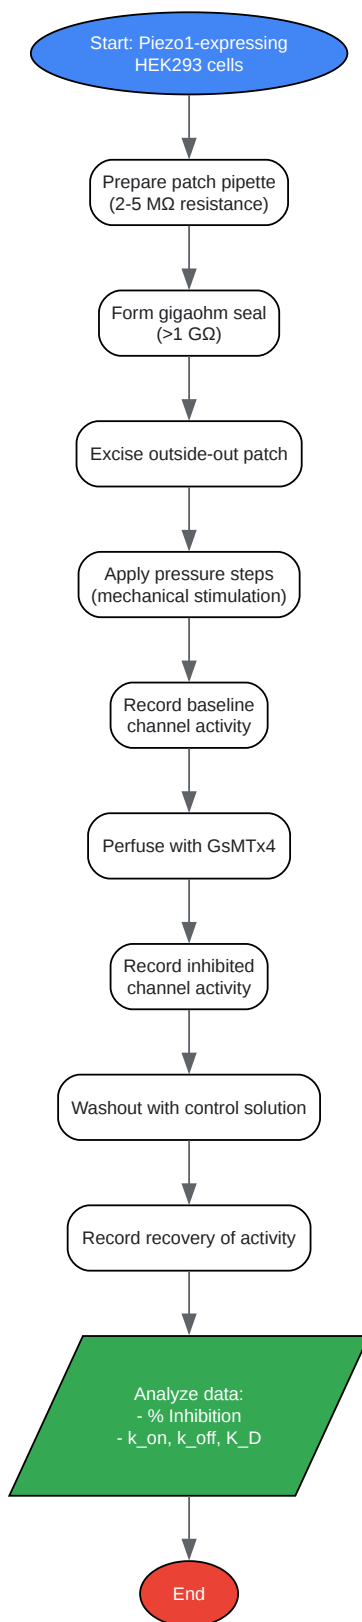 Start: Piezo1-expressing
HEK293 cells
Prepare patch pipette
(2-5 MΩ resistance)
Form gigaohm seal
(>1 GΩ)
Excise outside-out patch
Apply pressure steps
(mechanical stimulation)
Record baseline
channel activity
Perfuse with GsMTx4
Record inhibited
channel activity
Washout with control solution
Record recovery of activity
Analyze data:
- % Inhibition
- k_on, k_off, K_D
End